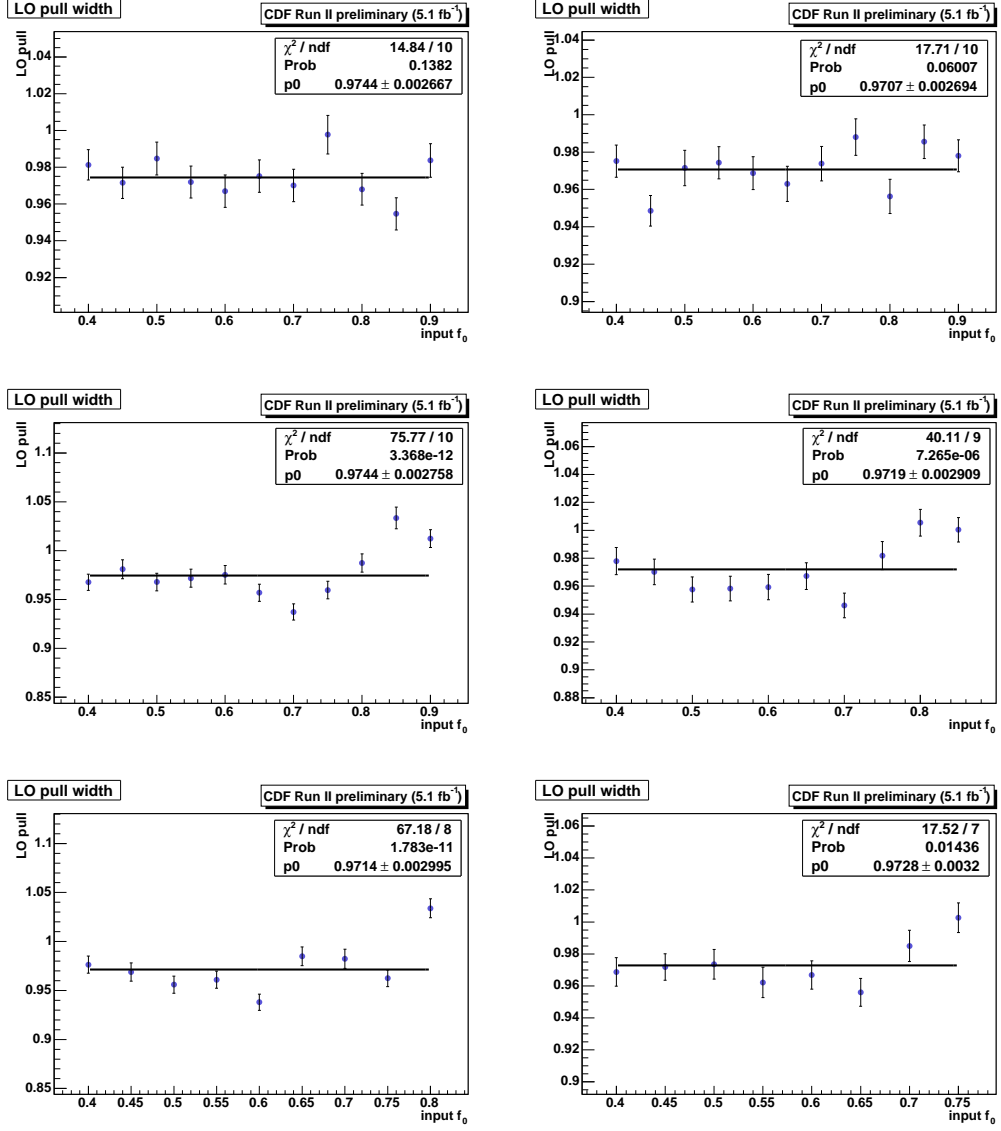 LO pull width
CDF Run II preliminary (5.1 fb⁻¹)
LO pull
χ² / ndf 14.84 / 10
Prob 0.1382
p0 0.9744 ± 0.002667
1.04
1.02
1
0.98
0.96
0.94
0.92
0.4 0.5 0.6 0.7 0.8 0.9
input f₀
LO pull width
CDF Run II preliminary (5.1 fb⁻¹)
LO pull
χ² / ndf 17.71 / 10
Prob 0.06007
p0 0.9707 ± 0.002694
1.04
1.02
1
0.98
0.96
0.94
0.92
0.9
0.4 0.5 0.6 0.7 0.8 0.9
input f₀
LO pull width
CDF Run II preliminary (5.1 fb⁻¹)
LO pull
χ² / ndf 75.77 / 10
Prob 3.368e-12
p0 0.9744 ± 0.002758
1.1
1.05
1
0.95
0.9
0.85
0.4 0.5 0.6 0.7 0.8 0.9
input f₀
LO pull width
CDF Run II preliminary (5.1 fb⁻¹)
LO pull
χ² / ndf 40.11 / 9
Prob 7.265e-06
p0 0.9719 ± 0.002909
1.06
1.04
1.02
1
0.98
0.96
0.94
0.92
0.9
0.88
0.4 0.5 0.6 0.7 0.8
input f₀
LO pull width
CDF Run II preliminary (5.1 fb⁻¹)
LO pull
χ² / ndf 67.18 / 8
Prob 1.783e-11
p0 0.9714 ± 0.002995
1.1
1.05
1
0.95
0.9
0.85
0.4 0.45 0.5 0.55 0.6 0.65 0.7 0.75 0.8
input f₀
LO pull width
CDF Run II preliminary (5.1 fb⁻¹)
LO pull
χ² / ndf 17.52 / 7
Prob 0.01436
p0 0.9728 ± 0.0032
1.06
1.04
1.02
1
0.98
0.96
0.94
0.92
0.9
0.4 0.45 0.5 0.55 0.6 0.65 0.7 0.75
input f₀